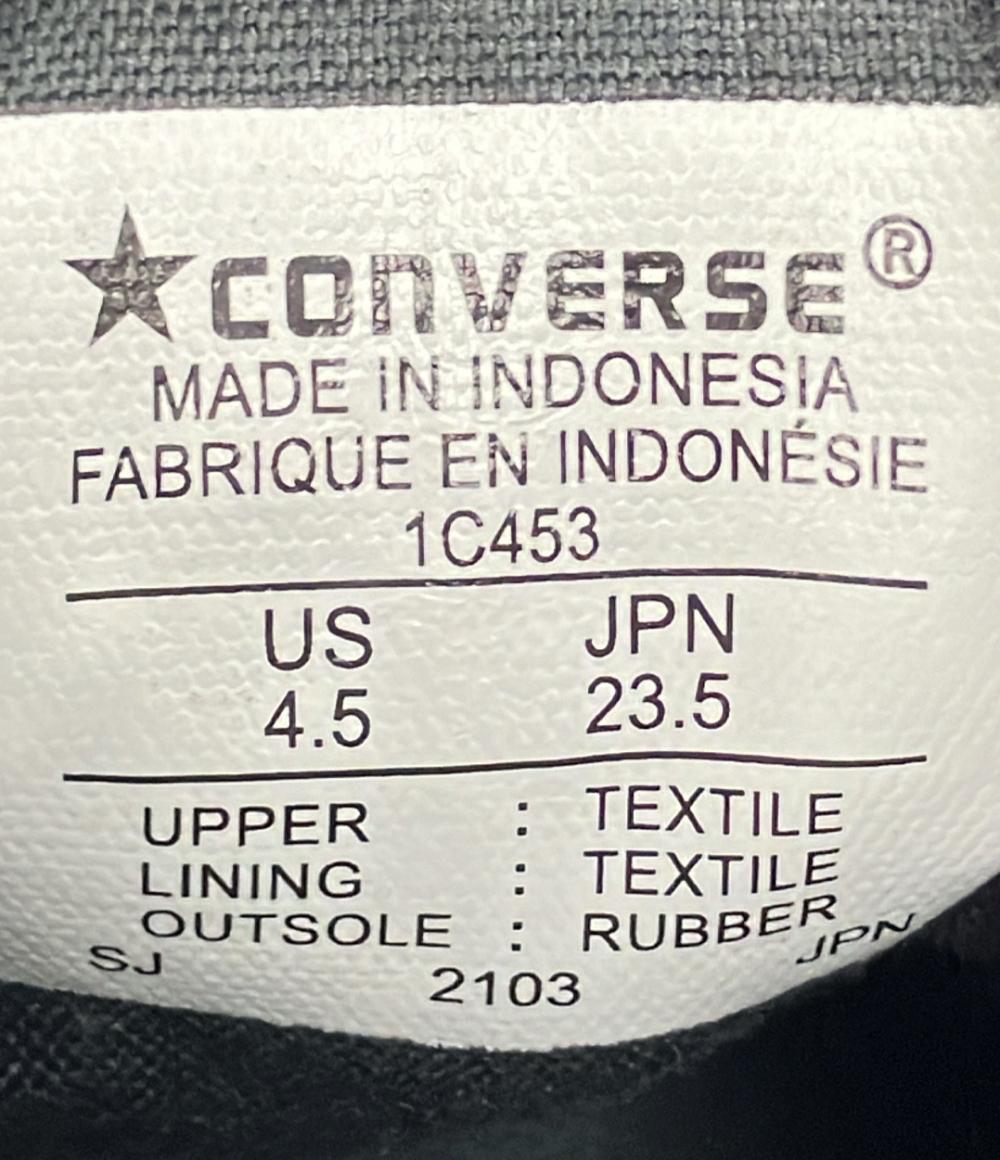 ★CONVERSE®
MADE IN INDONESIA
FABRIQUE EN INDONÉSIE
1C453
US JPN
4.5 23.5
UPPER : TEXTILE
LINING : TEXTILE
OUTSOLE : RUBBER
SJ 2103 JPN